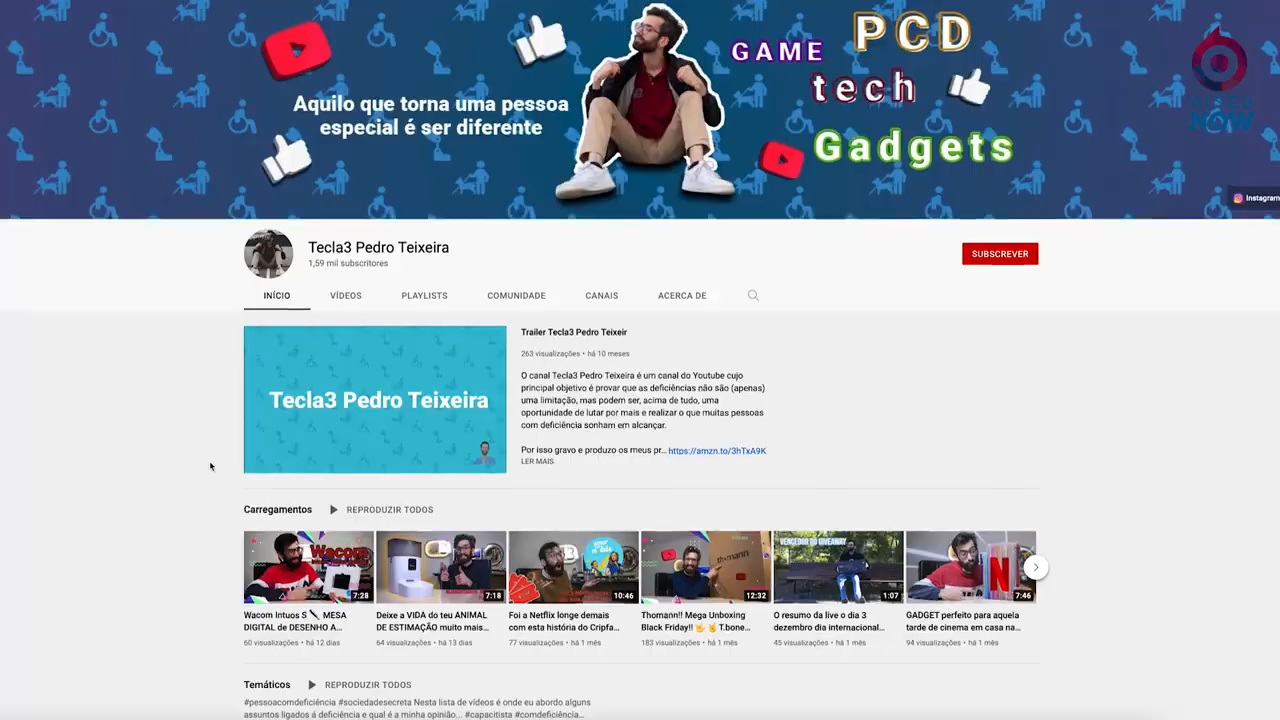 PCD
GAME
tech
Aquilo que torna uma pessoa
especial é ser diferente
Gadgets
NOW
Instagram
Tecla3 Pedro Teixeira
1,59 mil subscritores
SUBSCREVER
INÍCIO VÍDEOS PLAYLISTS COMUNIDADE CANAIS ACERCA DE
Tecla3 Pedro Teixeira
Trailer Tecla3 Pedro Teixeir
263 visualizações • há 10 meses
O canal Tecla3 Pedro Teixeira é um canal do Youtube cujo
principal objetivo é provar que as deficiências não são (apenas)
uma limitação, mas podem ser, acima de tudo, uma
oportunidade de lutar por mais e realizar o que muitas pessoas
com deficiência sonham em alcançar.
Por isso gravo e produzo os meus pr... https://amzn.to/3hTxA9K
LER MAIS
Carregamentos REPRODUZIR TODOS
Wacom
7:28
7:18
10:46
thomann
12:32
VENCEDOR DO GIVEAWAY
1:07
N
7:46
Wacom Intuos S MESA
DIGITAL de DESENHO A...
60 visualizações • há 12 dias
Deixe a VIDA do teu ANIMAL
DE ESTIMAÇÃO muito mais...
64 visualizações • há 13 dias
Foi a Netflix longe demais
com esta história do Cripfa...
77 visualizações • há 1 mês
Thomann!! Mega Unboxing
Black Friday!! T.bone...
183 visualizações • há 1 mês
O resumo da live o dia 3
dezembro dia internacional...
45 visualizações • há 1 mês
GADGET perfeito para aquela
tarde de cinema em casa na...
94 visualizações • há 1 mês
Temáticos REPRODUZIR TODOS
#pessoacomdeficiência #sociedadesecreta Nesta lista de vídeos é onde eu abordo alguns
assuntos ligados á deficiência e qual é a minha opinião... #capacitista #comdeficiência...